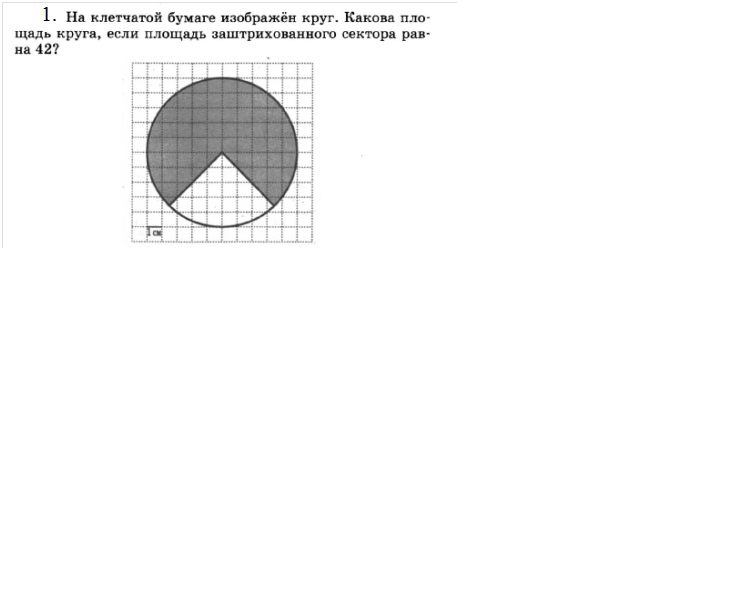 1. На клетчатой бумаге изображён круг. Какова пло-
щадь круга, если площадь заштрихованного сектора рав-
на 42?
1 см